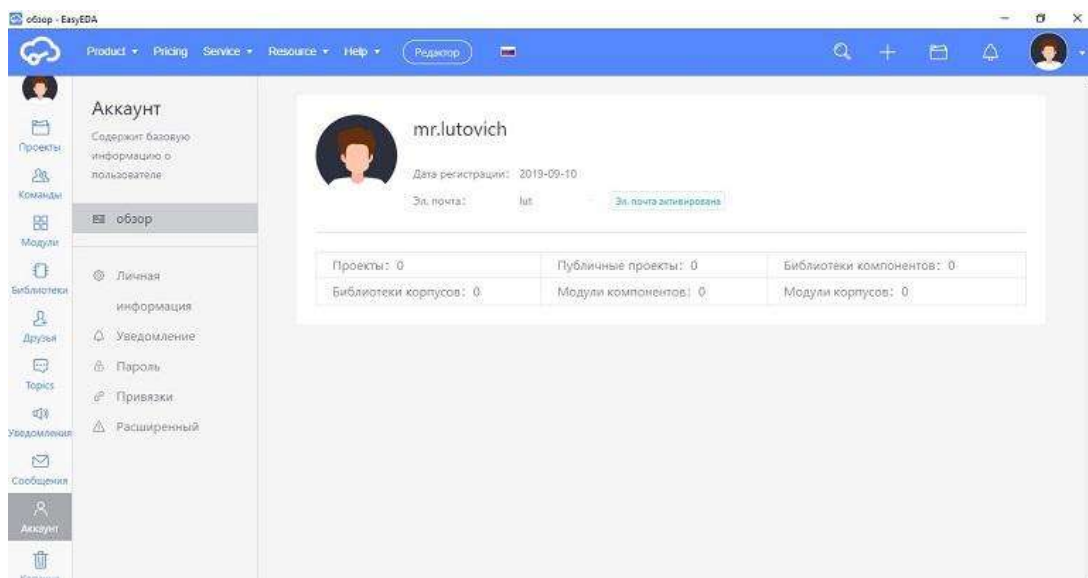 обзор - EasyEDA
Product Pricing Service Resource Help Редактор
Проекты
Команды
Модули
Библиотеки
Друзья
Topics
Уведомления
Сообщения
Аккаунт
Аккаунт
Содержит базовую
информацию о
пользователе
обзор
Личная
информация
Уведомление
Пароль
Привязки
Расширенный
mr.lutovich
Дата регистрации: 2019-09-10
Эл. почта: lut Эл. почта активирована
Проекты: 0 Публичные проекты: 0 Библиотеки компонентов: 0
Библиотеки корпусов: 0 Модули компонентов: 0 Модули корпусов: 0